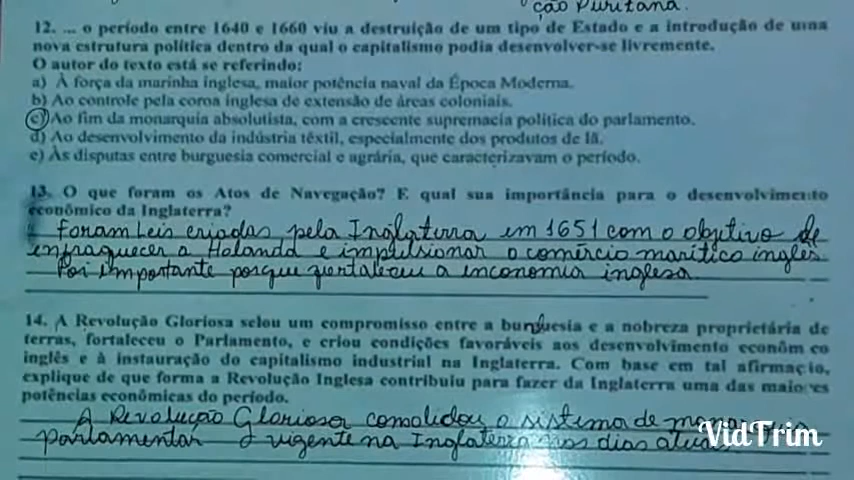 ção Puritana.
12. ... o período entre 1640 e 1660 viu a destruição de um tipo de Estado e a introdução de uma
nova estrutura política dentro da qual o capitalismo podia desenvolver-se livremente.
O autor do texto está se referindo:
a) À força da marinha inglesa, maior potência naval da Época Moderna.
b) Ao controle pela coroa inglesa de extensão de áreas coloniais.
c) Ao fim da monarquia absolutista, com a crescente supremacia política do parlamento.
d) Ao desenvolvimento da indústria têxtil, especialmente dos produtos de lã.
e) Às disputas entre burguesia comercial e agrária, que caracterizavam o período.
13. O que foram os Atos de Navegação? E qual sua importância para o desenvolvimento
econômico da Inglaterra?
Foram Leis criadas pela Inglaterra em 1651 com o objetivo de
enfraquecer a Holanda e impulsionar o comércio marítico inglês
Foi importante porque fortaleceu a enconomia inglesa
14. A Revolução Gloriosa selou um compromisso entre a burguesia e a nobreza proprietária de
terras, fortaleceu o Parlamento, e criou condições favoráveis aos desenvolvimento econôm co
inglês e à instauração do capitalismo industrial na Inglaterra. Com base em tal afirmação,
explique de que forma a Revolução Inglesa contribuiu para fazer da Inglaterra uma das maiores
potências econômicas do período.
A Revolução Gloriosa comolidou o sistema de
parlamentar e vigente na Inglaterra nos dias atuais
VidTrim